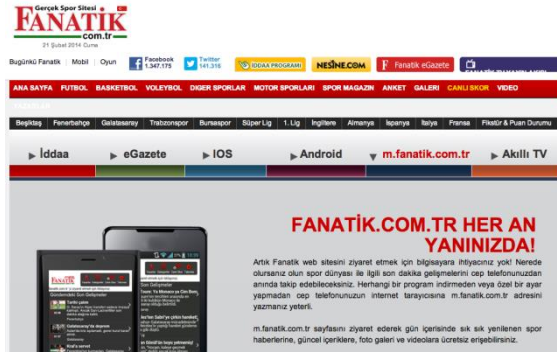 Gerçek Spor Sitesi
FANATİK
com.tr
21 Şubat 2014 Cuma
Bugünkü Fanatik Mobil Oyun Facebook 1.347.175 Twitter 141.315 İDDAA PROGRAMI NESİNE.COM F Fanatik eGazete
ANA SAYFA FUTBOL BASKETBOL VOLEYBOL DIGER SPORLAR MOTOR SPORLARI SPOR MAGAZIN ANKET GALERI CANLI SKOR VIDEO
Beşiktaş Fenerbahçe Galatasaray Trabzonspor Bursaspor Süper Lig 1. Lig İngiltere Almanya İspanya İtalya Fransa Fikstür & Puan Durumu
İddaa eGazete IOS Android m.fanatik.com.tr Akıllı TV
FANATİK.COM.TR HER AN
YANINIZDA!
Artık Fanatik web sitesini ziyaret etmek için bilgisayara ihtiyacınız yok! Nerede
olursanız olun spor dünyası ile ilgili son dakika gelişmelerini cep telefonunuzdan
anında takip edebileceksiniz. Herhangi bir program indirmeden veya özel bir ayar
yapmadan cep telefonunuzun internet tarayıcısına m.fanatik.com.tr adresini
yazmanız yeterli.
m.fanatik.com.tr sayfasını ziyaret ederek gün içerisinde sık sık yenilenen spor
haberlerine, güncel içeriklere, foto galeri ve videolara ücretsiz erişebilirsiniz.
FANATİK
Son Gelişmeler